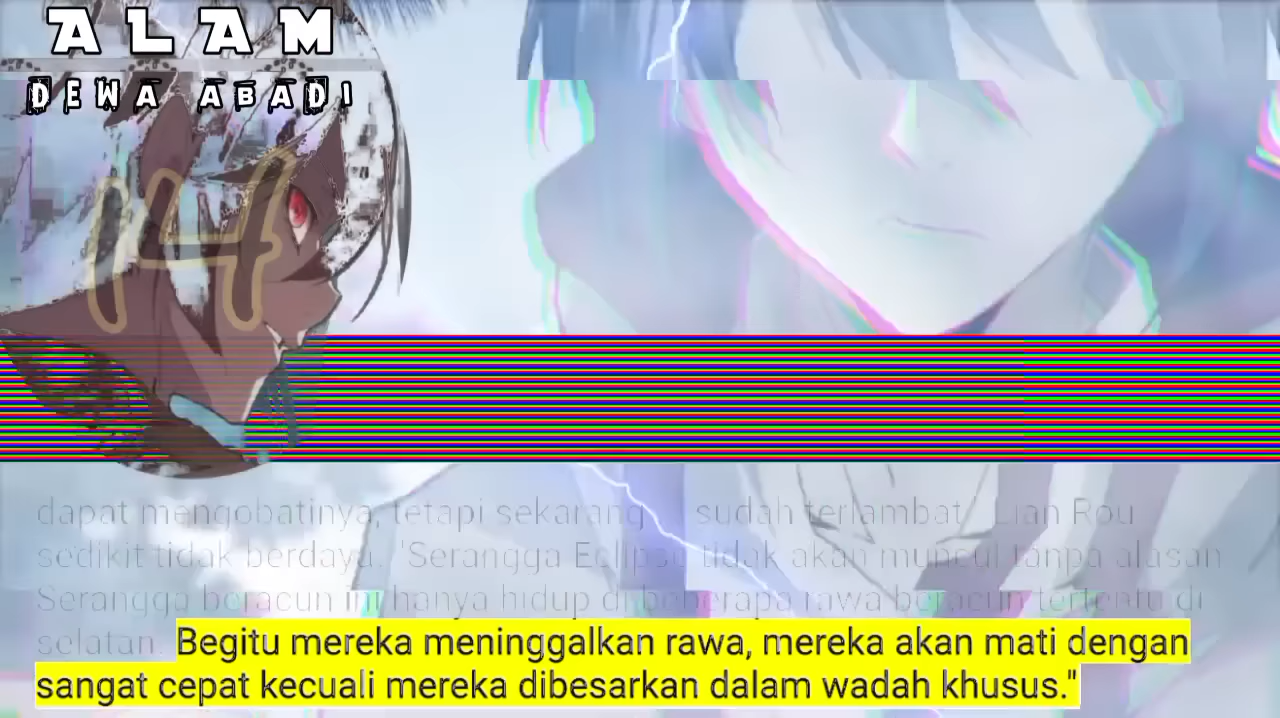 ALAM
DEWA ABADI
14
dapat mengobatinya, tetapi sekarang sudah terlambat." Lian Rou
sedikit tidak berdaya. "Serangga Eclipse tidak akan muncul tanpa alasan
Serangga beracun ini hanya hidup di beberapa rawa beracun tertentu di
selatan. Begitu mereka meninggalkan rawa, mereka akan mati dengan
sangat cepat kecuali mereka dibesarkan dalam wadah khusus."